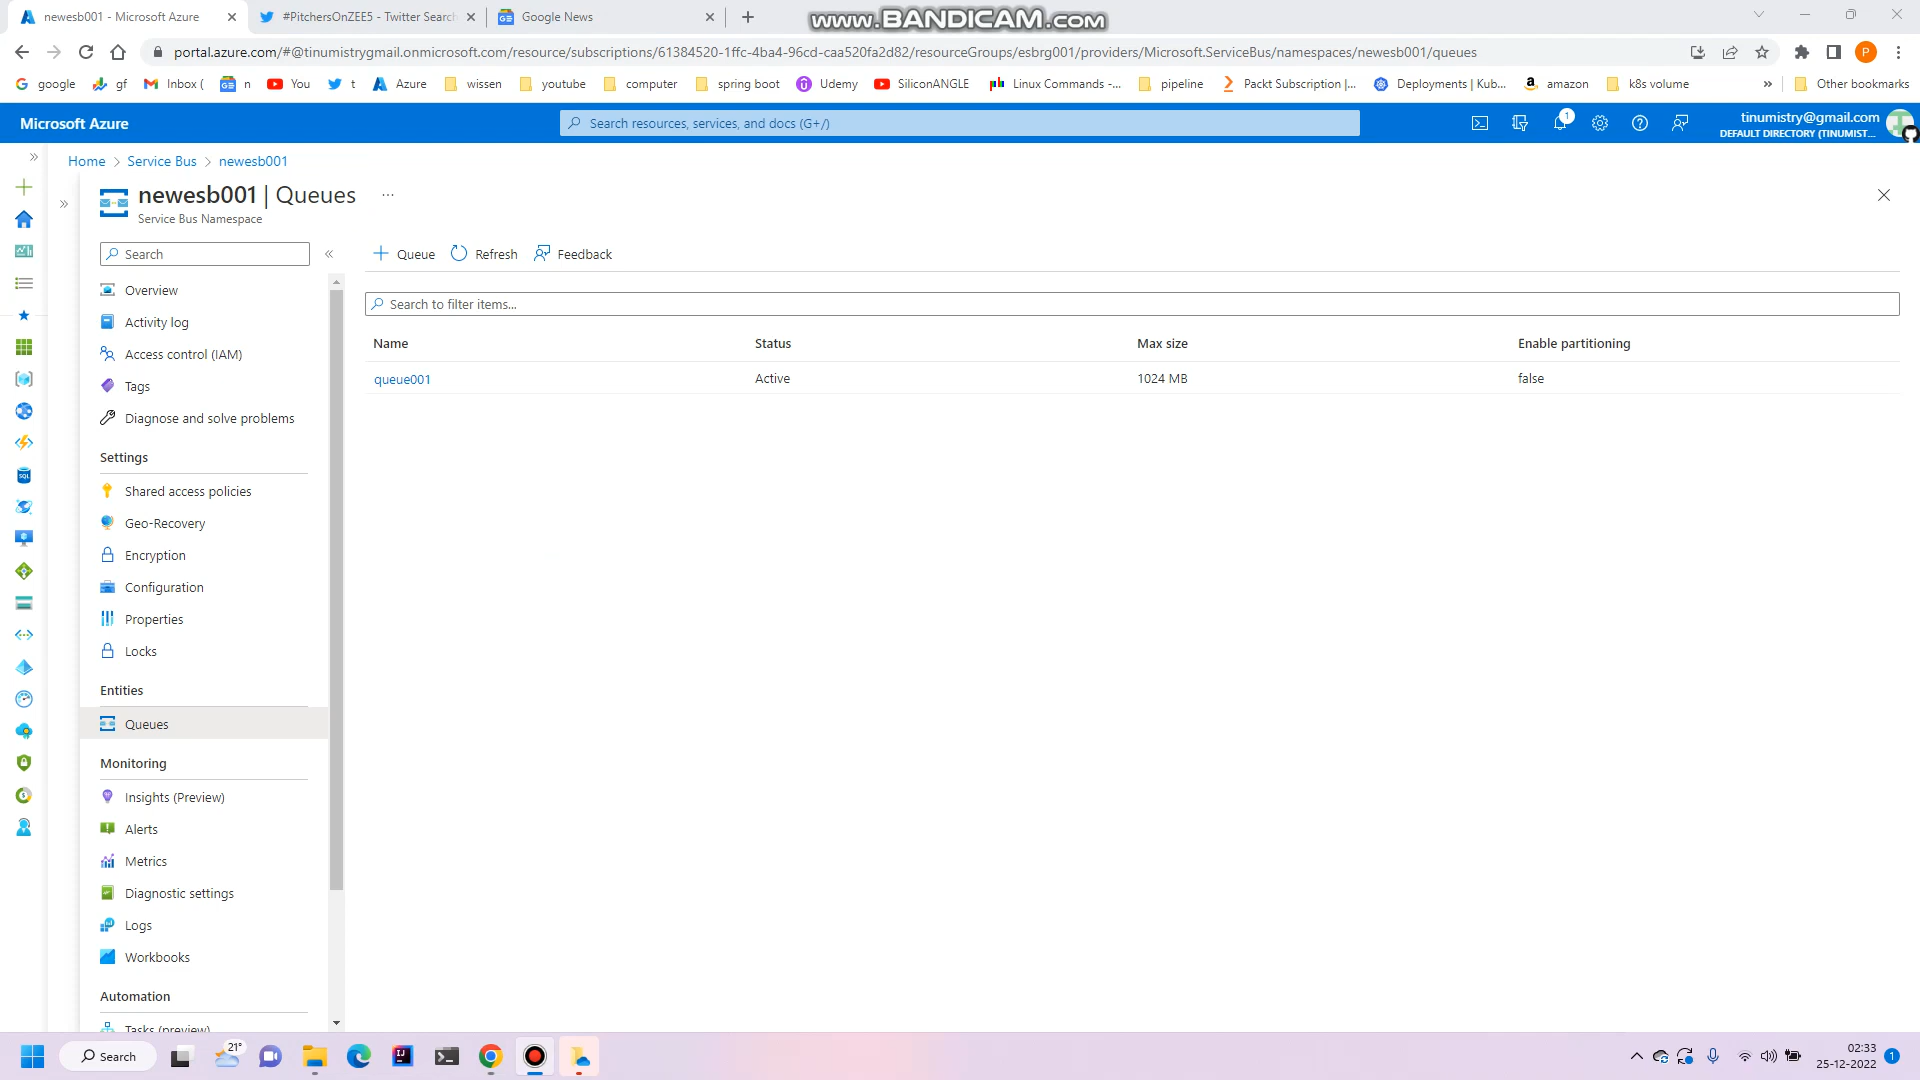 newesb001 - Microsoft Azure
#PitchersOnZEE5 - Twitter Search
Google News
www.BANDICAM.com
portal.azure.com/#@tinumistrygmail.onmicrosoft.com/resource/subscriptions/61384520-1ffc-4ba4-96cd-caa520fa2d82/resourceGroups/esbrg001/providers/Microsoft.ServiceBus/namespaces/newesb001/queues
P
google
gf
Inbox (
n
You
t
Azure
wissen
youtube
computer
spring boot
Udemy
SiliconANGLE
Linux Commands -...
pipeline
Packt Subscription |...
Deployments | Kub...
amazon
k8s volume
»
Other bookmarks
Microsoft Azure
Search resources, services, and docs (G+/)
1
tinumistry@gmail.com
DEFAULT DIRECTORY (TINUMIST...
Home > Service Bus > newesb001
newesb001 | Queues ...
Service Bus Namespace
Search
«
Queue
Refresh
Feedback
Overview
Activity log
Access control (IAM)
Tags
Diagnose and solve problems
Settings
Shared access policies
Geo-Recovery
Encryption
Configuration
Properties
Locks
Entities
Queues
Monitoring
Insights (Preview)
Alerts
Metrics
Diagnostic settings
Logs
Workbooks
Automation
Tasks (preview)
Search to filter items...
Name Status Max size Enable partitioning
queue001 Active 1024 MB false
Search
21°
02:33
25-12-2022
1